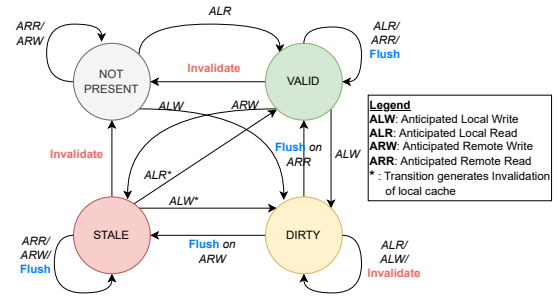 ALR
ARR/
ARW
ALR/
ARR/
Flush
NOT
PRESENT
Invalidate
VALID
ALW
ARW
Legend
ALW: Anticipated Local Write
ALR: Anticipated Local Read
ARW: Anticipated Remote Write
ARR: Anticipated Remote Read
* : Transition generates Invalidation
of local cache
Invalidate
Flush on
ARR
ALW
ALR*
ALW*
STALE
DIRTY
Flush on
ARW
ARR/
ARW/
Flush
ALR/
ALW/
Invalidate